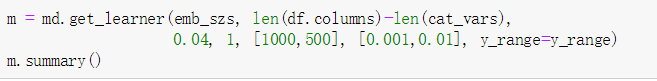 m = md.get_learner(emb_szs, len(df.columns)-len(cat_vars),
                   0.04, 1, [1000,500], [0.001,0.01], y_range=y_range)
m.summary()